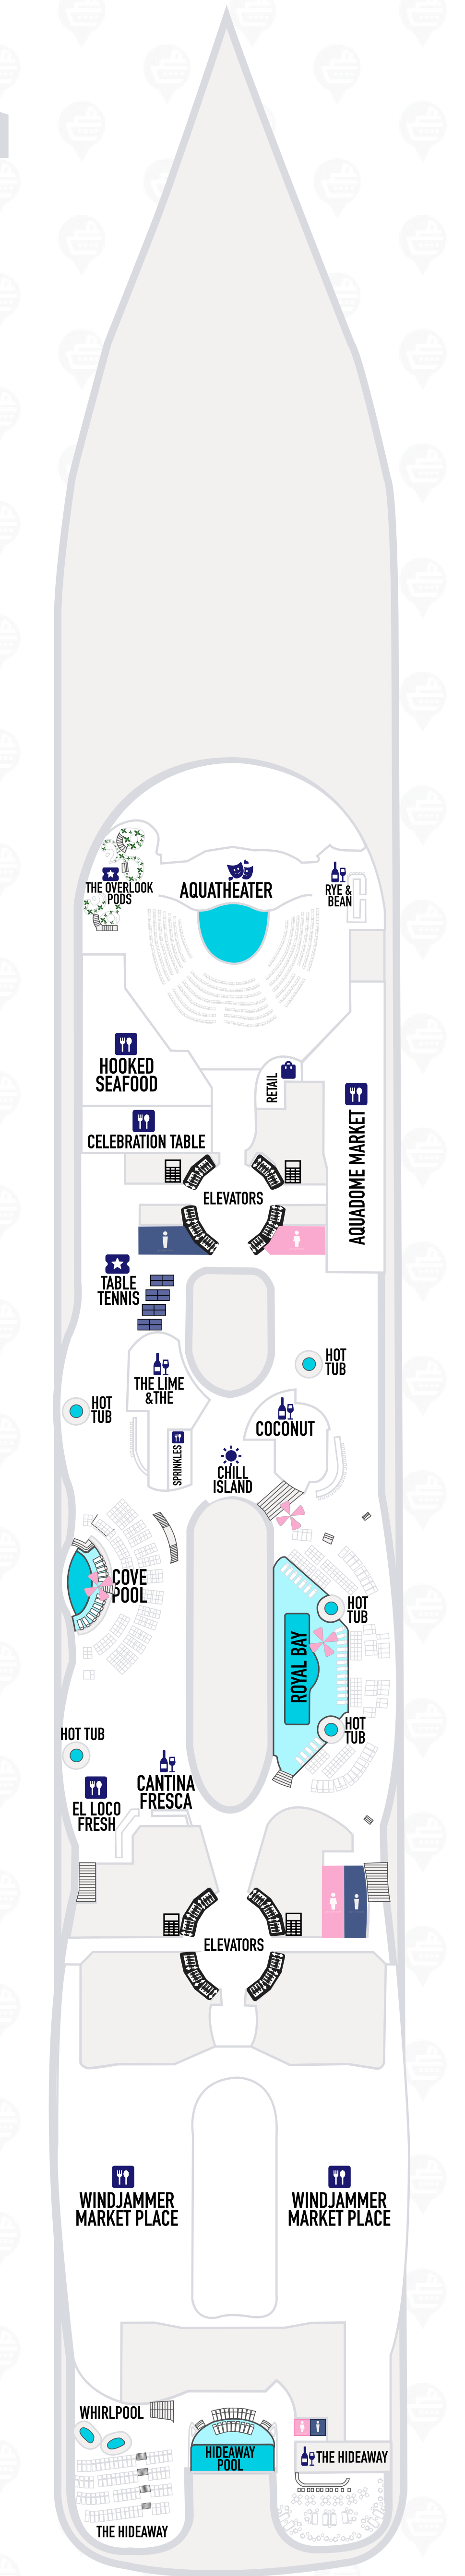 THE OVERLOOK
PODS
AQUATHEATER
RYE &
BEAN
HOOKED
SEAFOOD
RETAIL
CELEBRATION TABLE
AQUADOME MARKET
ELEVATORS
TABLE
TENNIS
HOT
TUB
THE LIME
&THE
HOT
TUB
COCONUT
SPRINKLES
CHILL
ISLAND
COVE
POOL
HOT
TUB
ROYAL BAY
HOT
TUB
HOT TUB
CANTINA
FRESCA
EL LOCO
FRESH
ELEVATORS
WINDJAMMER
MARKET PLACE
WINDJAMMER
MARKET PLACE
WHIRLPOOL
HIDEAWAY
POOL
THE HIDEAWAY
THE HIDEAWAY